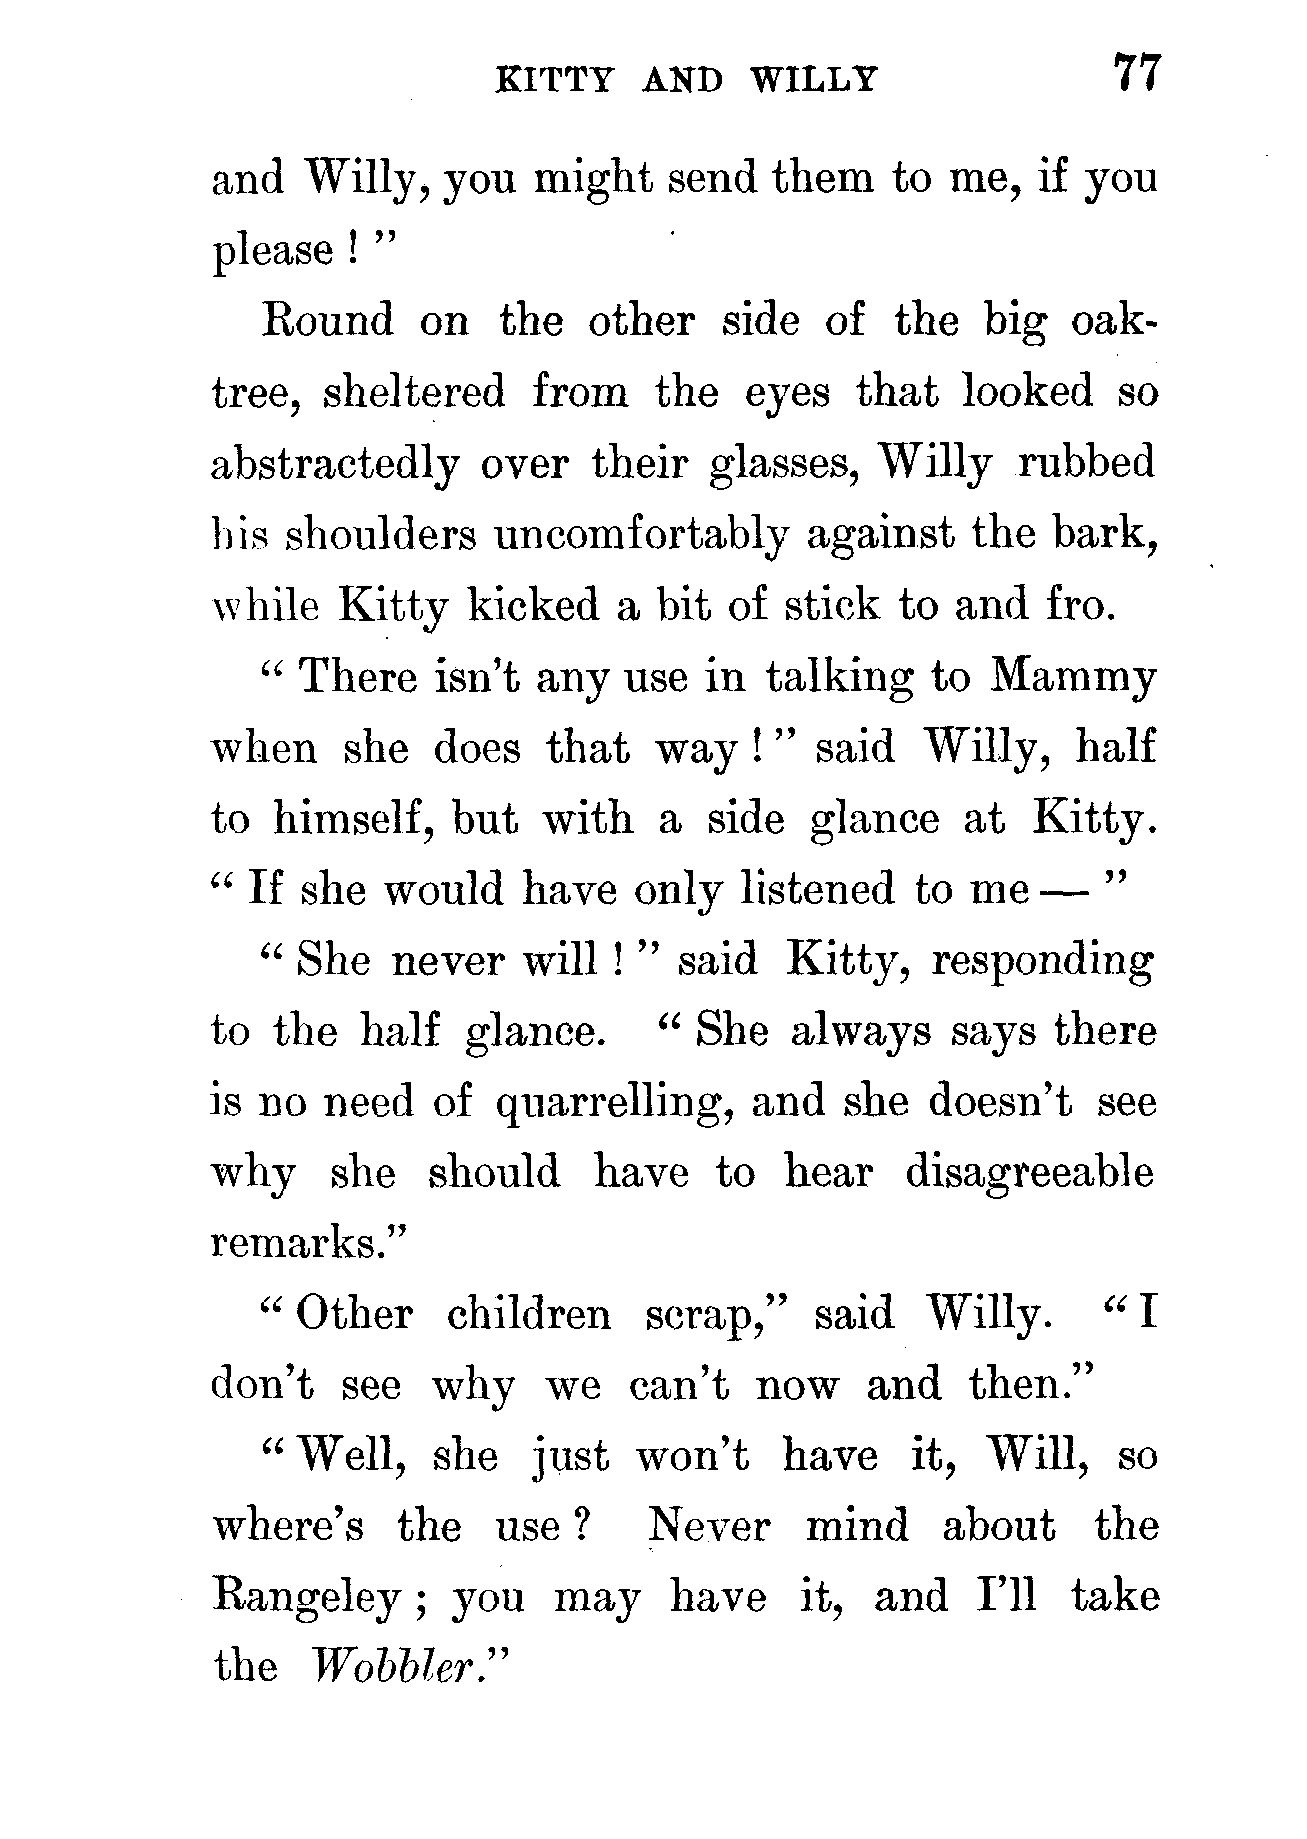 KITTY AND WILLY 77
and Willy, you might send them to me, if you
please ! ”
Round on the other side of the big oak-
tree, sheltered from the eyes that looked so
abstractedly over their glasses, Willy rubbed
his shoulders uncomfortably against the bark,
while Kitty kicked a bit of stick to and fro.
“ There isn’t any use in talking to Mammy
when she does that way ! ” said Willy, half
to himself, but with a side glance at Kitty.
“ If she would have only listened to me — ”
“ She never will ! ” said Kitty, responding
to the half glance. “ She always says there
is no need of quarrelling, and she doesn’t see
why she should have to hear disagreeable
remarks.”
“ Other children scrap,” said Willy. “ I
don’t see why we can’t now and then.”
“ Well, she just won’t have it, Will, so
where’s the use ? Never mind about the
Rangeley ; you may have it, and I’ll take
the Wobbler.”